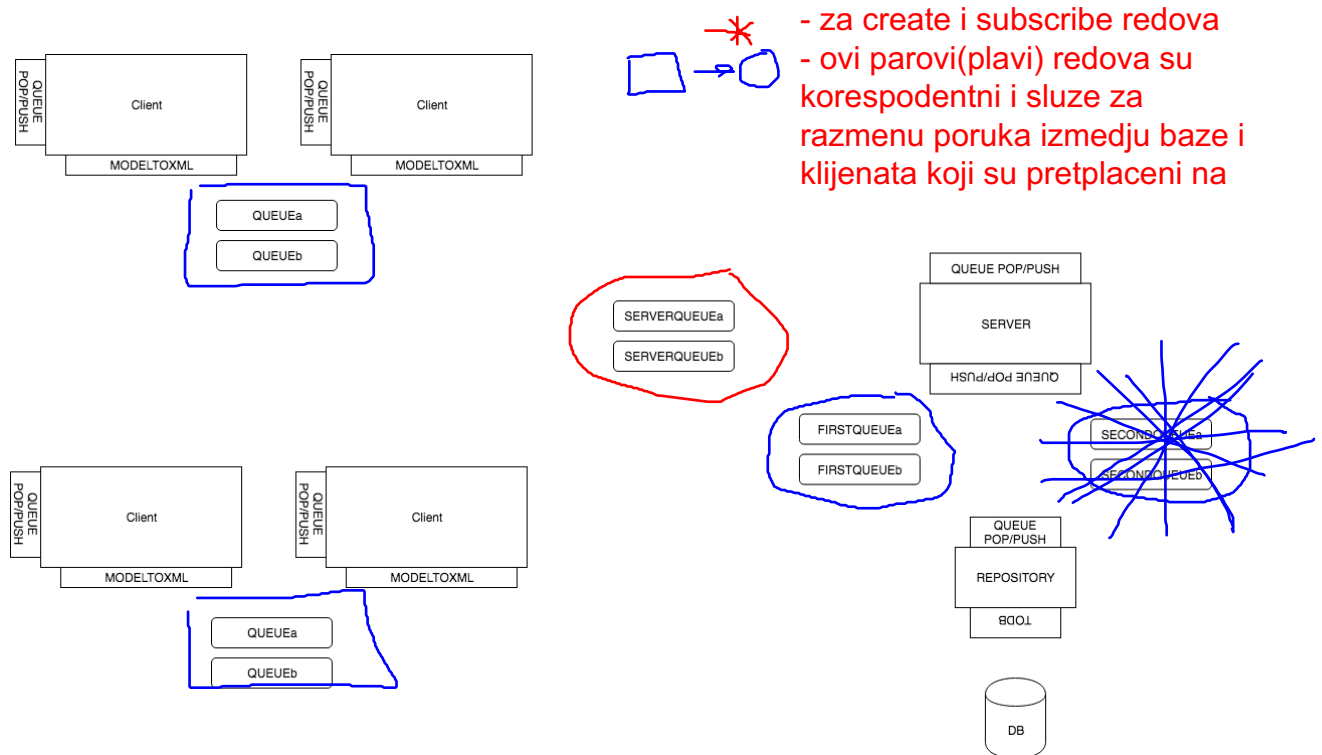 - za create i subscribe redova
- ovi parovi(plavi) redova su
korespodentni i sluze za
razmenu poruka izmedju baze i
klijenata koji su pretplaceni na
QUEUE
POP/PUSH
Client
MODELTOXML
QUEUE
POP/PUSH
Client
MODELTOXML
QUEUEa
QUEUEb
SERVERQUEUEa
SERVERQUEUEb
QUEUE POP/PUSH
SERVER
QUEUE POP/PUSH
FIRSTQUEUEa
FIRSTQUEUEb
SECONDQUEUEa
SECONDQUEUEb
QUEUE
POP/PUSH
Client
MODELTOXML
QUEUE
POP/PUSH
Client
MODELTOXML
QUEUEa
QUEUEb
QUEUE
POP/PUSH
REPOSITORY
TODB
DB